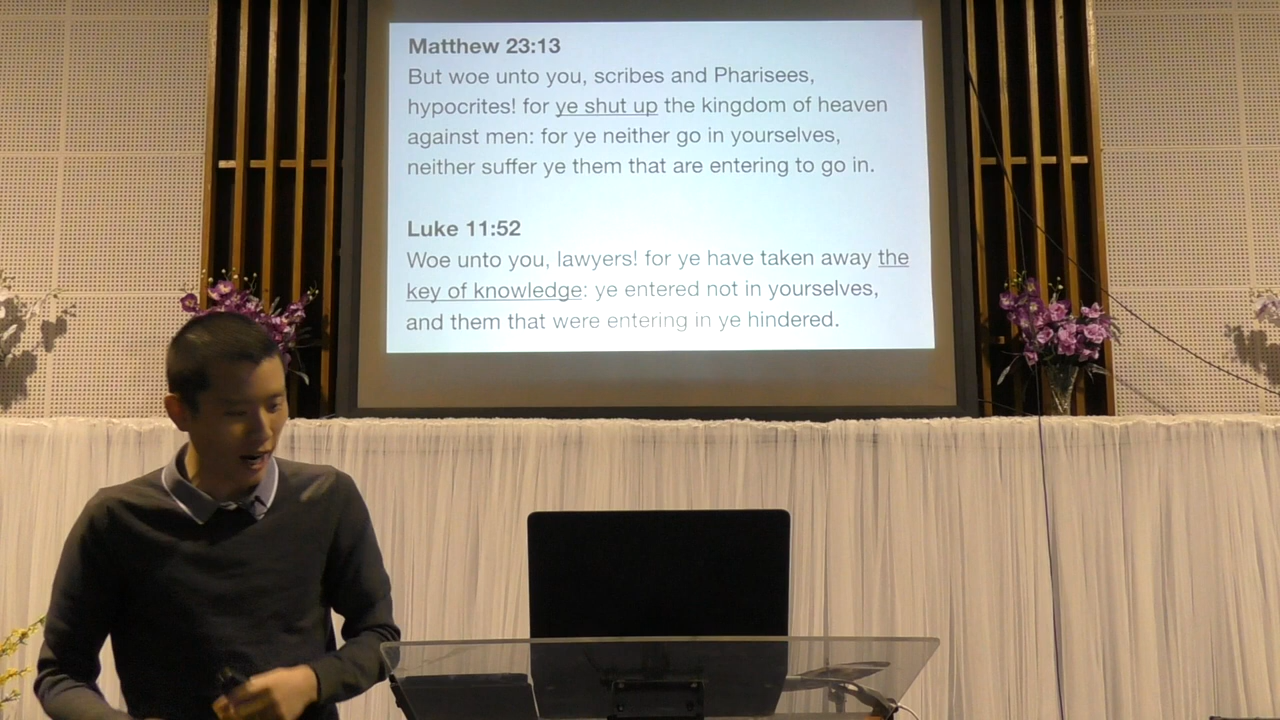 Matthew 23:13
But woe unto you, scribes and Pharisees,
hypocrites! for ye shut up the kingdom of heaven
against men: for ye neither go in yourselves,
neither suffer ye them that are entering to go in.
Luke 11:52
Woe unto you, lawyers! for ye have taken away the
key of knowledge: ye entered not in yourselves,
and them that were entering in ye hindered.